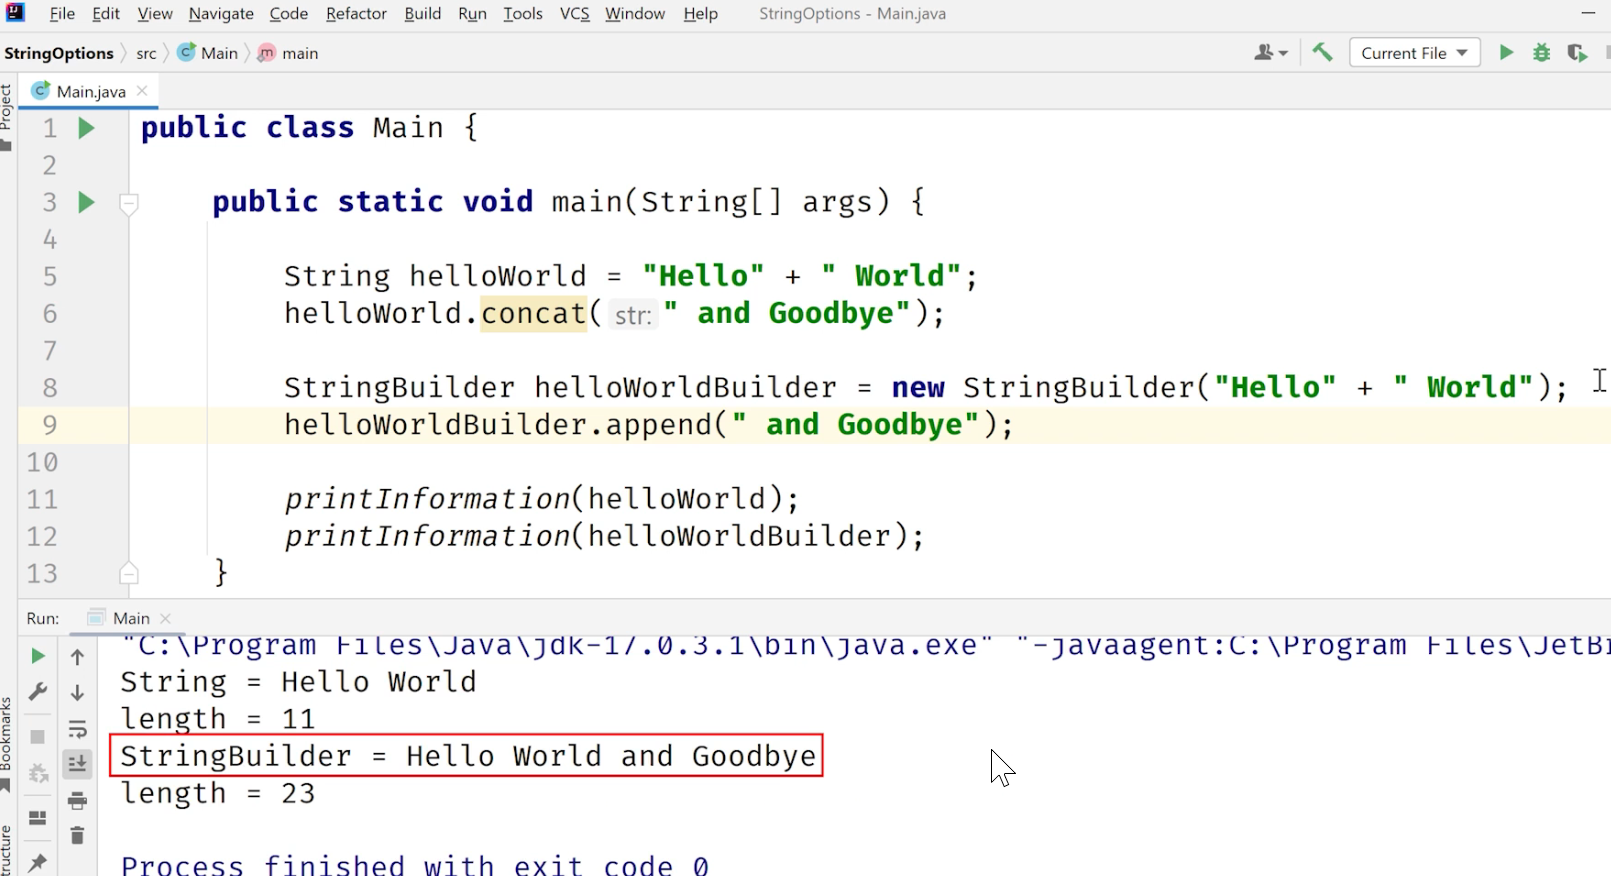 File Edit View Navigate Code Refactor Build Run Tools VCS Window Help StringOptions - Main.java
StringOptions src Main main
Current File
Project
Main.java
1 public class Main {
2
3 public static void main(String[] args) {
4
5 String helloWorld = "Hello" + " World";
6 helloWorld.concat( str: " and Goodbye");
7
8 StringBuilder helloWorldBuilder = new StringBuilder("Hello" + " World");
9 helloWorldBuilder.append(" and Goodbye");
10
11 printInformation(helloWorld);
12 printInformation(helloWorldBuilder);
13 }
Run: Main
"C:\Program Files\Java\jdk-17.0.3.1\bin\java.exe" "-javaagent:C:\Program Files\JetB
String = Hello World
length = 11
StringBuilder = Hello World and Goodbye
length = 23
Process finished with exit code 0
Bookmarks
ructure